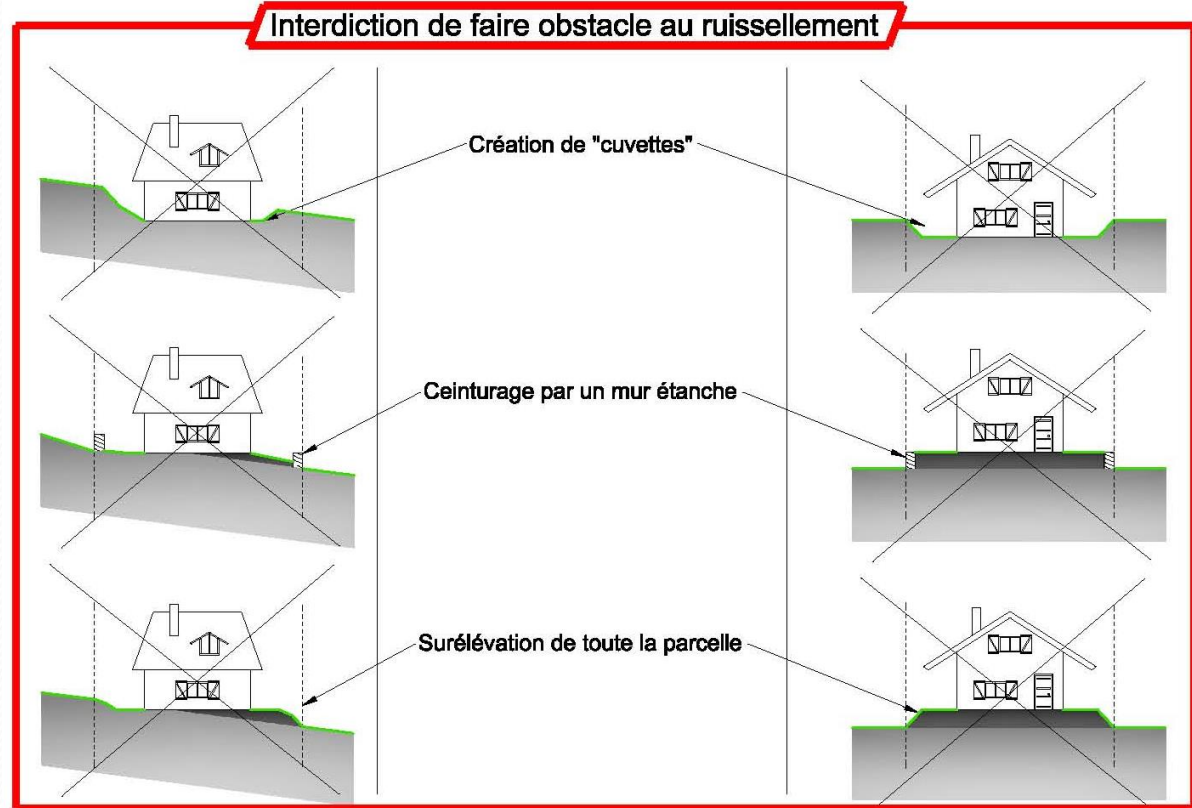 Interdiction de faire obstacle au ruissellement
Création de "cuvettes"
Ceinturage par un mur étanche
Surélévation de toute la parcelle